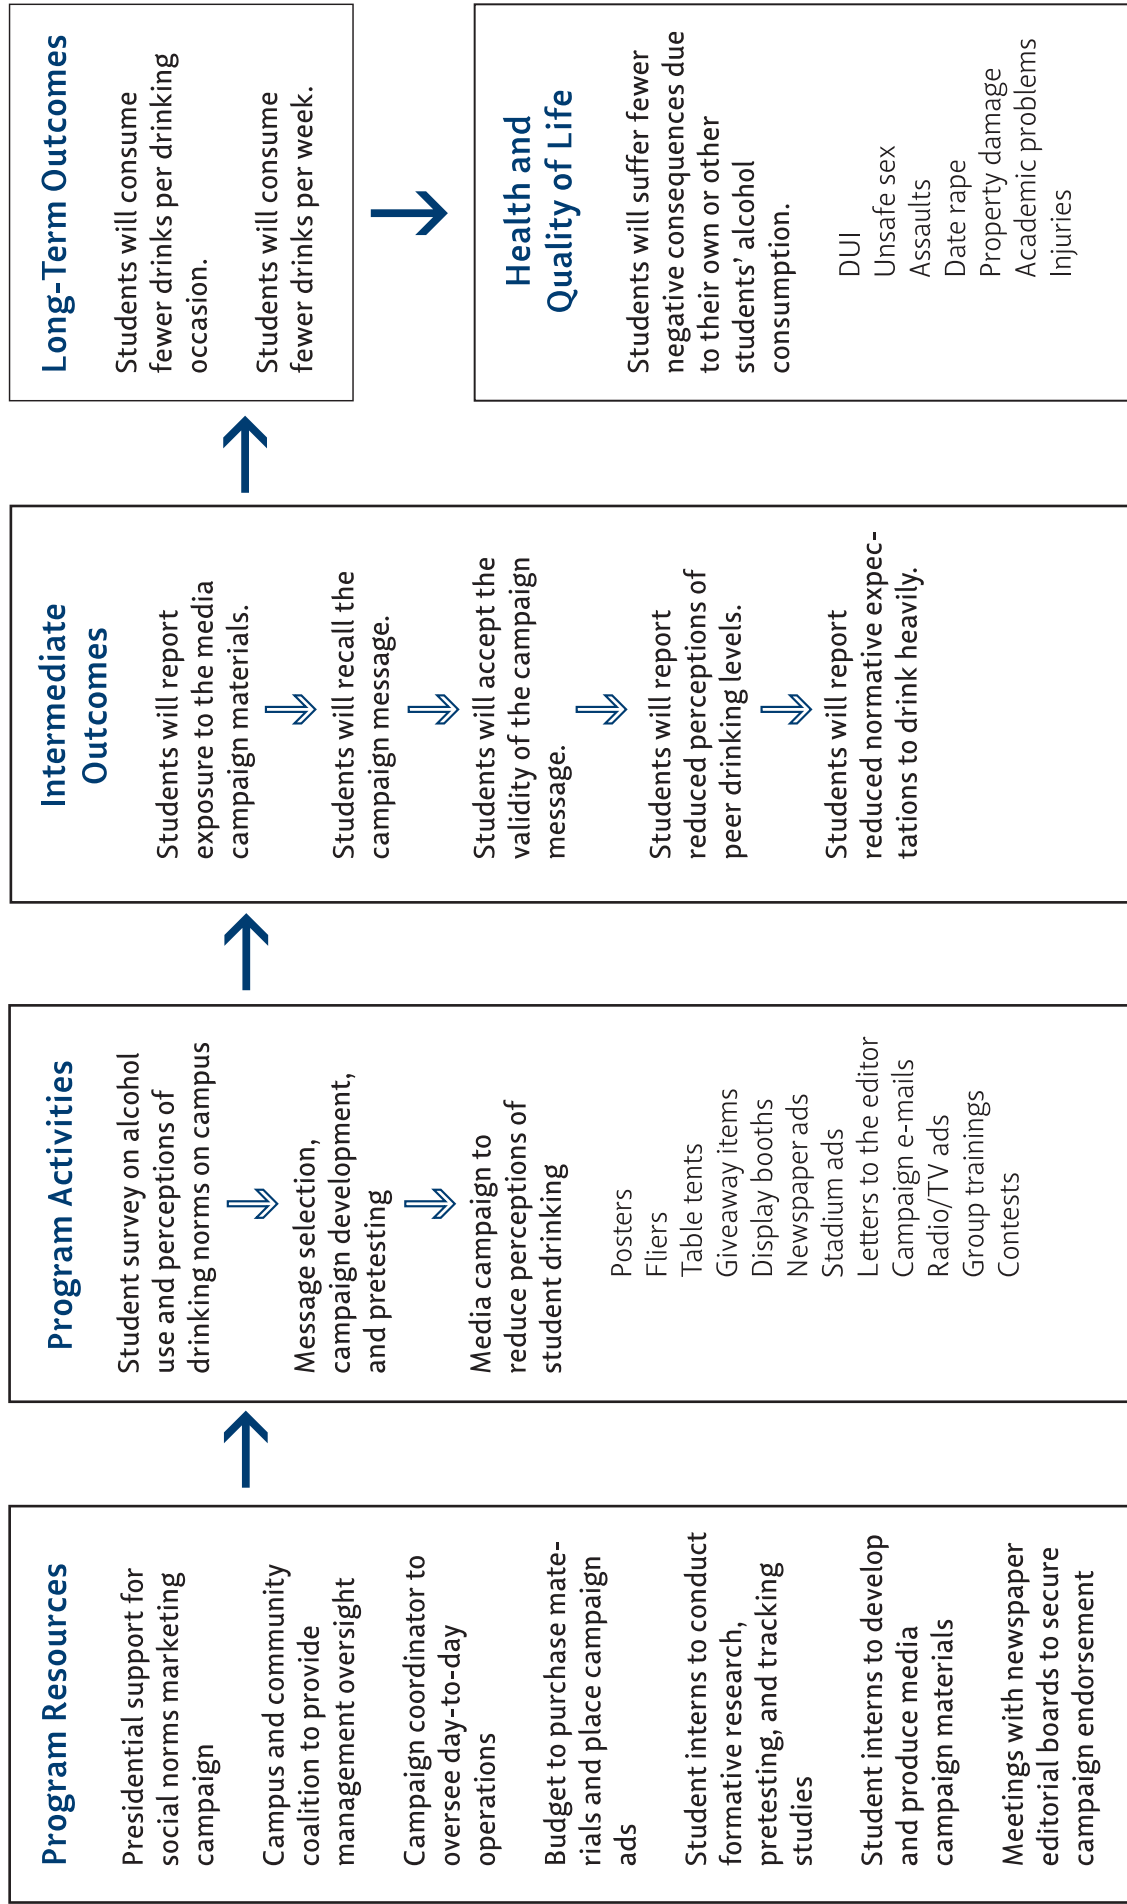 Program Resources
Presidential support for
social norms marketing
campaign
Campus and community
coalition to provide
management oversight
Campaign coordinator to
oversee day-to-day
operations
Budget to purchase mate-
rials and place campaign
ads
Student interns to conduct
formative research,
pretesting, and tracking
studies
Student interns to develop
and produce media
campaign materials
Meetings with newspaper
editorial boards to secure
campaign endorsement
Program Activities
Student survey on alcohol
use and perceptions of
drinking norms on campus
Message selection,
campaign development,
and pretesting
Media campaign to
reduce perceptions of
student drinking
Posters
Fliers
Table tents
Giveaway items
Display booths
Newspaper ads
Stadium ads
Letters to the editor
Campaign e-mails
Radio/TV ads
Group trainings
Contests
Intermediate
Outcomes
Students will report
exposure to the media
campaign materials.
Students will recall the
campaign message.
Students will accept the
validity of the campaign
message.
Students will report
reduced perceptions of
peer drinking levels.
Students will report
reduced normative expec-
tations to drink heavily.
Long-Term Outcomes
Students will consume
fewer drinks per drinking
occasion.
Students will consume
fewer drinks per week.
Health and
Quality of Life
Students will suffer fewer
negative consequences due
to their own or other
students’ alcohol
consumption.
DUI
Unsafe sex
Assaults
Date rape
Property damage
Academic problems
Injuries